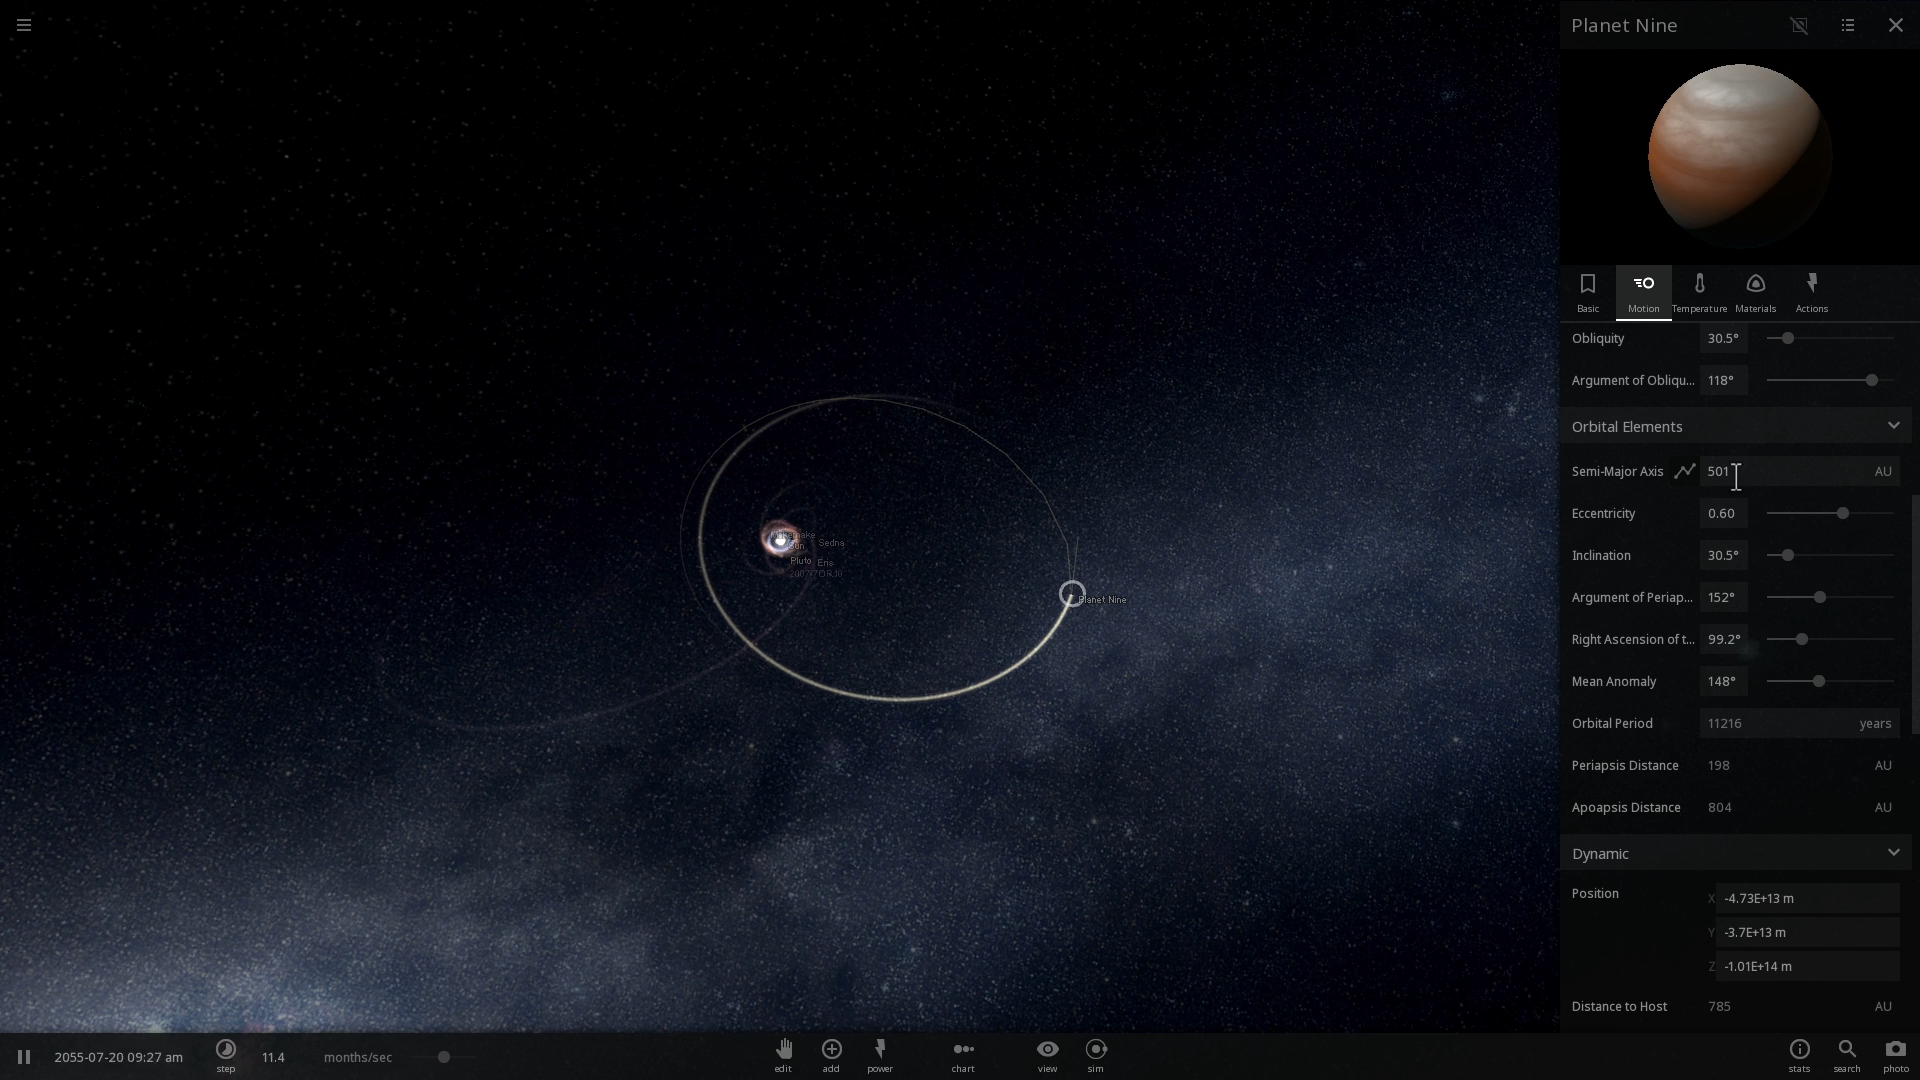 Planet Nine
Basic
Motion
Temperature
Materials
Actions
Obliquity 30.5°
Argument of Obliqu... 118°
Orbital Elements
Semi-Major Axis 501 AU
Eccentricity 0.60
Inclination 30.5°
Argument of Periap... 152°
Right Ascension of t... 99.2°
Mean Anomaly 148°
Orbital Period 11216 years
Periapsis Distance 198 AU
Apoapsis Distance 804 AU
Dynamic
Position X -4.73E+13 m
Y -3.7E+13 m
Z -1.01E+14 m
Distance to Host 785 AU
Sun
Sedna
Pluto
Eris
Planet Nine
2055-07-20 09:27 am
step
11.4 months/sec
edit
add
power
chart
view
sim
stats
search
photo